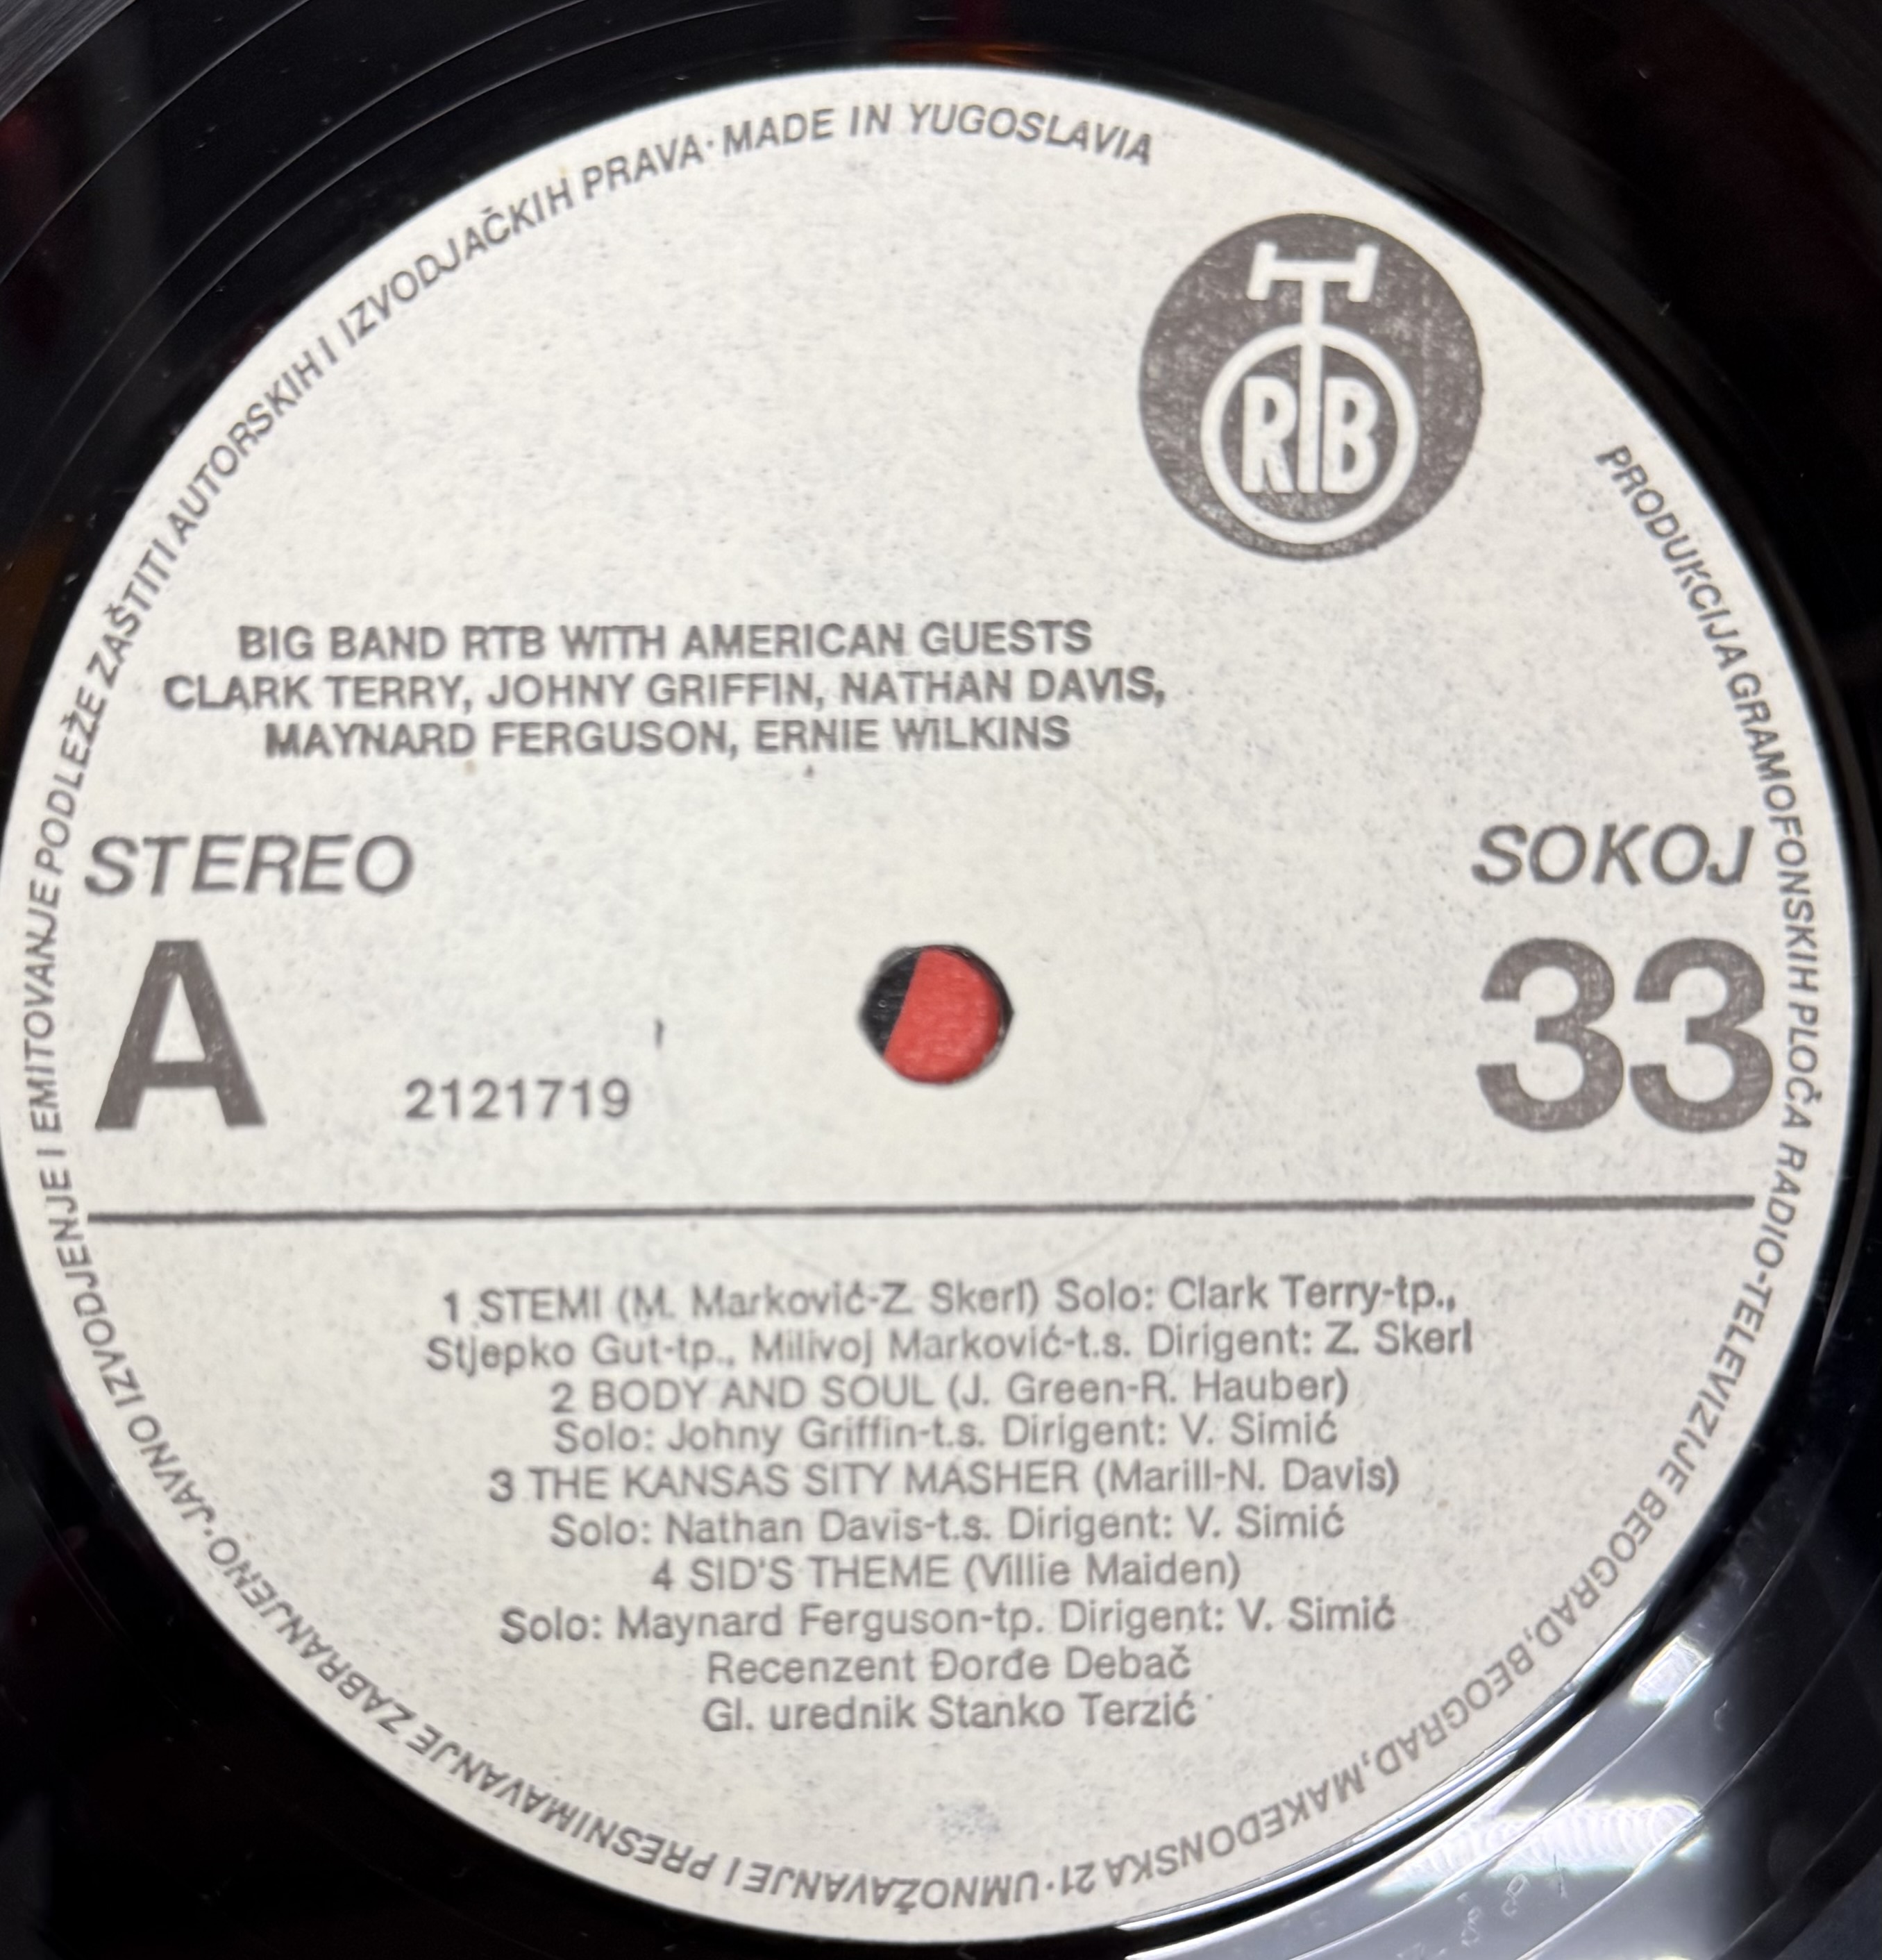 PRODUKCIJA GRAMOFONSKIH PLOČA RADIO-TELEVIZIJE BEOGRAD, BEOGRAD, MAKEDONSKA 21 · UMNOŽAVANJE I PRESNIMAVANJE ZABRANJENO · JAVNO IZVODJENJE I EMITOVANJE PODLEŽE ZAŠTITI AUTORSKIH I IZVODJAČKIH PRAVA · MADE IN YUGOSLAVIA
RTB
BIG BAND RTB WITH AMERICAN GUESTS
CLARK TERRY, JOHNY GRIFFIN, NATHAN DAVIS,
MAYNARD FERGUSON, ERNIE WILKINS
STEREO
SOKOJ
A
33
2121719
1 STEMI (M. Marković-Z. Skerl) Solo: Clark Terry-tp.,
Stjepko Gut-tp., Milivoj Marković-t.s. Dirigent: Z. Skerl
2 BODY AND SOUL (J. Green-R. Hauber)
Solo: Johny Griffin-t.s. Dirigent: V. Simić
3 THE KANSAS SITY MASHER (Marill-N. Davis)
Solo: Nathan Davis-t.s. Dirigent: V. Simić
4 SID'S THEME (Villie Maiden)
Solo: Maynard Ferguson-tp. Dirigent: V. Simić
Recenzent Đorđe Debač
Gl. urednik Stanko Terzić